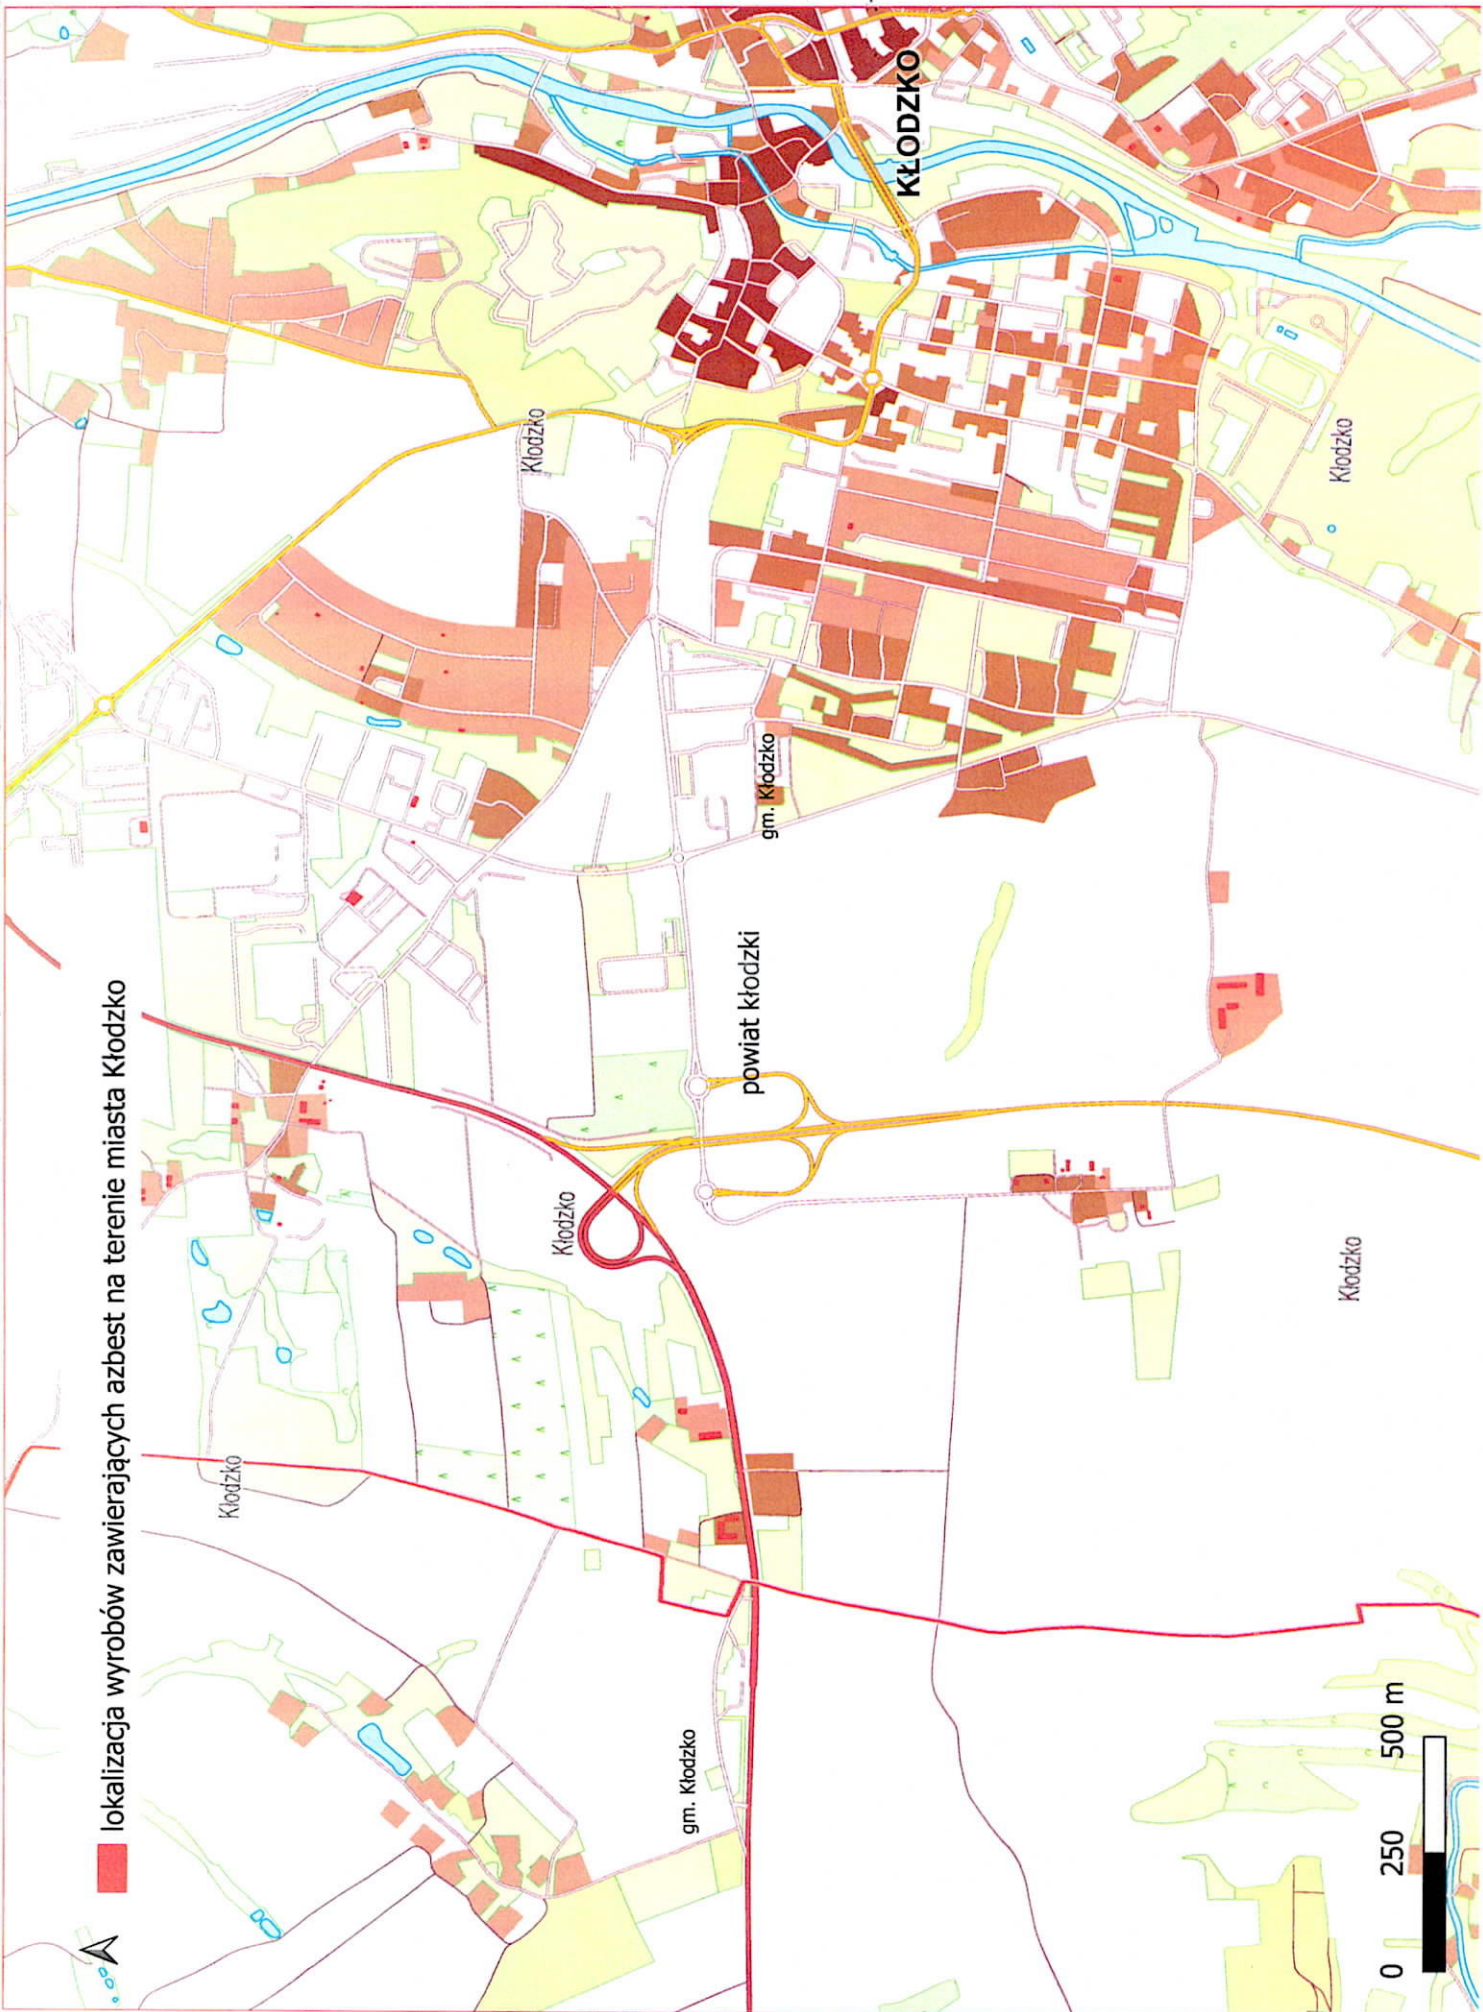 lokalizacja wyrobów zawierających azbest na terenie miasta Kłodzko
KŁODZKO
Kłodzko
Kłodzko
gm. Kłodzko
powiat kłodzki
Kłodzko
Kłodzko
Kłodzko
gm. Kłodzko
0 250 500 m